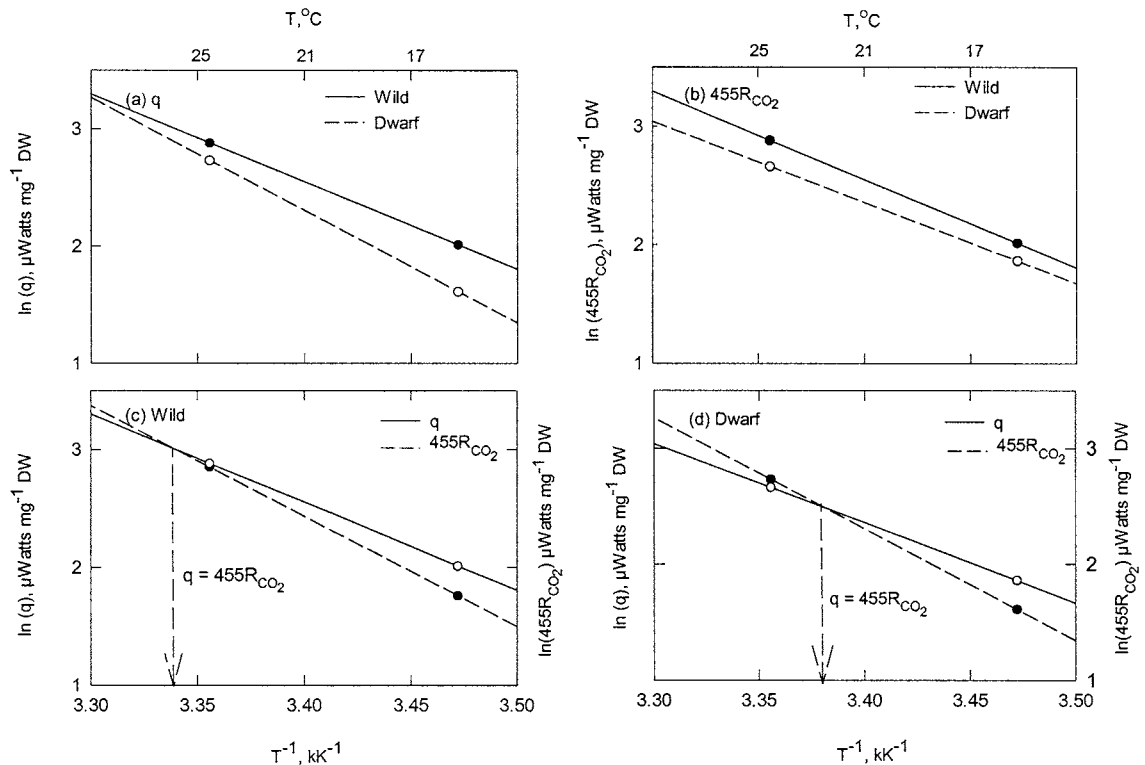 T,°C
25 21 17
(a) q
Wild
Dwarf
3
2
1
ln (q), µWatts mg⁻¹ DW
T,°C
25 21 17
(b) 455R_CO₂
Wild
Dwarf
3
2
1
ln (455R_CO₂), µWatts mg⁻¹ DW
(c) Wild
q
455R_CO₂
3
2
1
ln (q), µWatts mg⁻¹ DW
q = 455R_CO₂
3.30 3.35 3.40 3.45 3.50
T⁻¹, kK⁻¹
ln(455R_CO₂) µWatts mg⁻¹ DW
(d) Dwarf
q
455R_CO₂
ln (q), µWatts mg⁻¹ DW
q = 455R_CO₂
3
2
1
3.30 3.35 3.40 3.45 3.50
T⁻¹, kK⁻¹
ln(455R_CO₂) µWatts mg⁻¹ DW